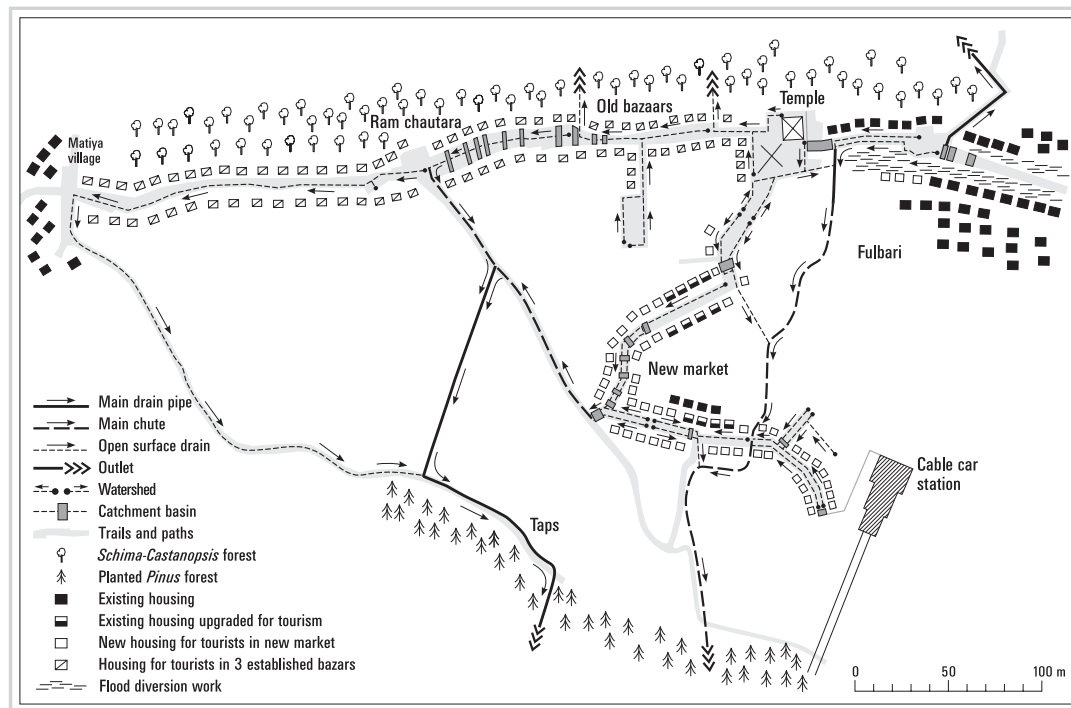 Matiya
village
Ram chautara
Old bazaars
Temple
Fulbari
New market
Cable car
station
Taps
Main drain pipe
Main chute
Open surface drain
Outlet
Watershed
Catchment basin
Trails and paths
Schima-Castanopsis forest
Planted Pinus forest
Existing housing
Existing housing upgraded for tourism
New housing for tourists in new market
Housing for tourists in 3 established bazars
Flood diversion work
0 50 100 m